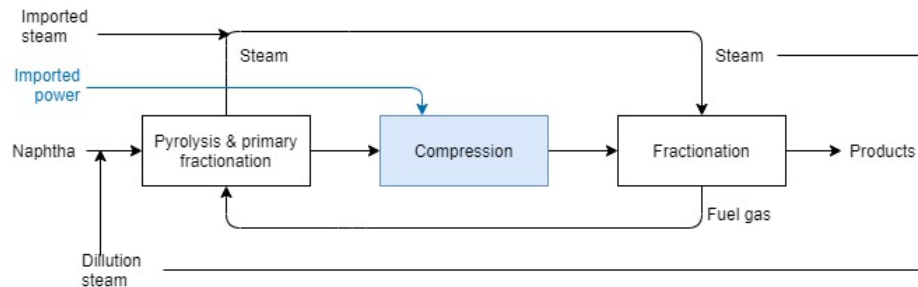 Imported
steam
Steam
Steam
Imported
power
Naphtha
Pyrolysis & primary
fractionation
Compression
Fractionation
Products
Fuel gas
Dilution
steam